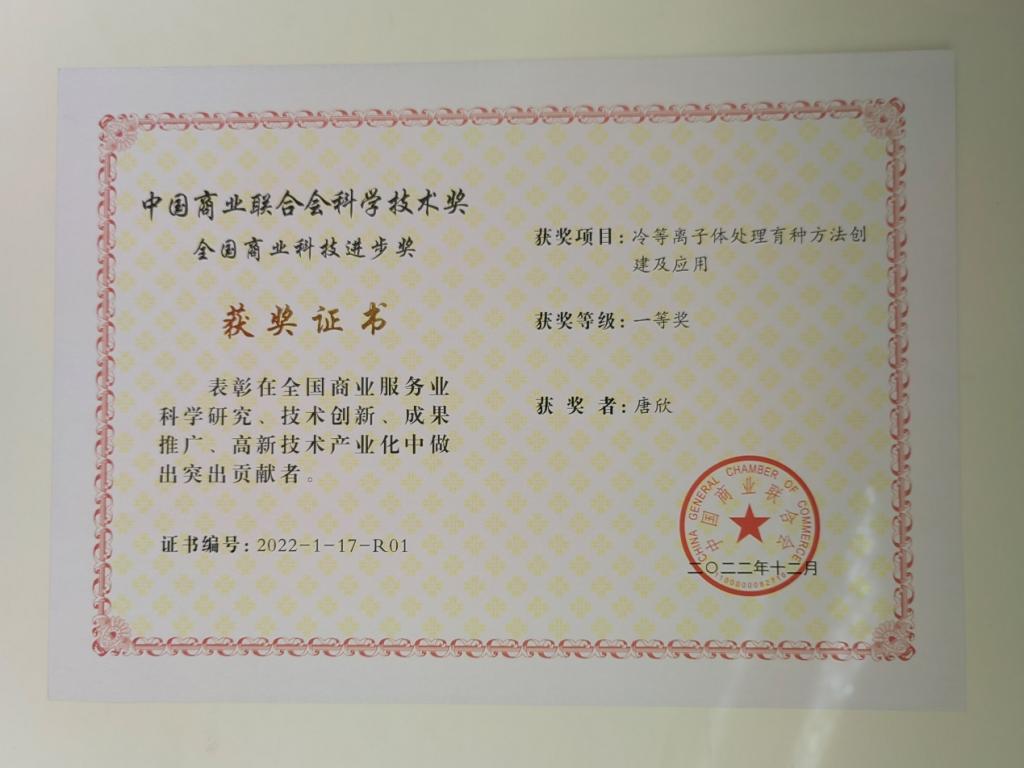 中国商业联合会科学技术奖
全国商业科技进步奖
获奖证书
表彰在全国商业服务业
科学研究、技术创新、成果
推广、高新技术产业化中做
出突出贡献者。
证书编号：2022-1-17-R01
获奖项目：冷等离子体处理育种方法创
建及应用
获奖等级：一等奖
获 奖 者：唐欣
CHINA GENERAL CHAMBER OF COMMERCE
中国商业联合会
二〇二二年十二月